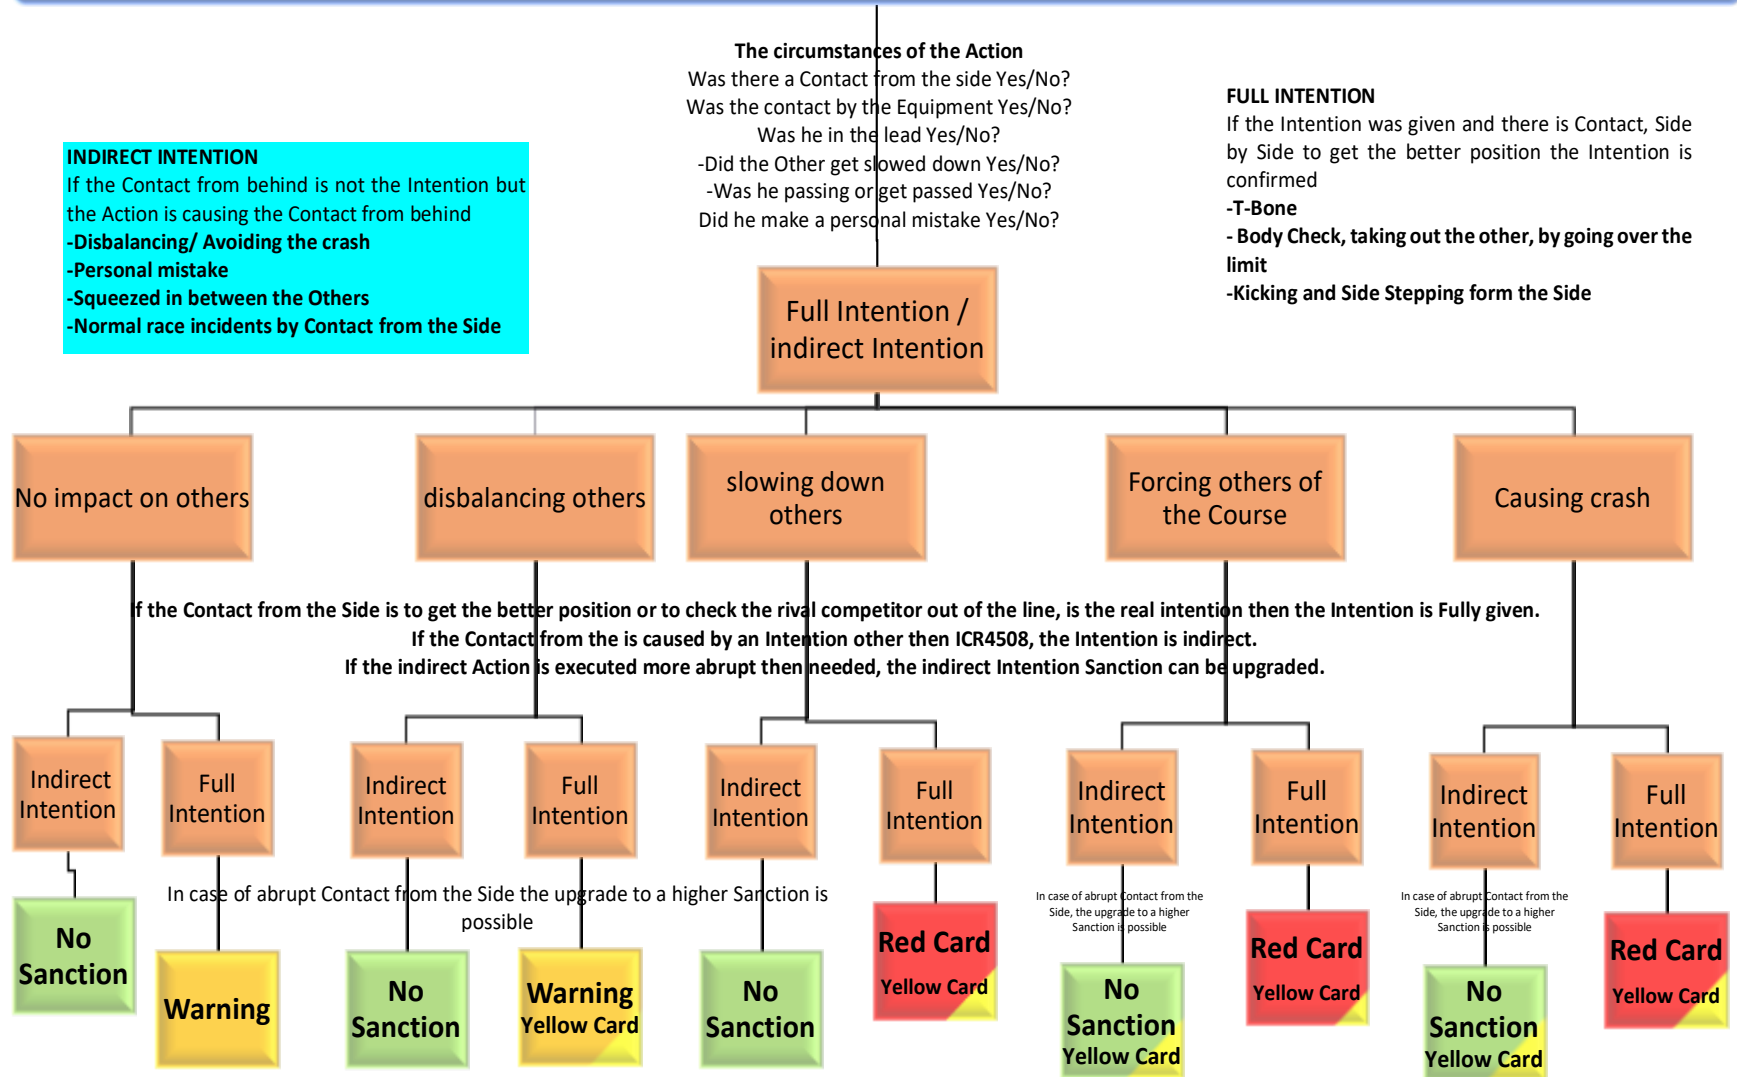 The circumstances of the Action
Was there a Contact from the side Yes/No?
Was the contact by the Equipment Yes/No?
Was he in the lead Yes/No?
-Did the Other get slowed down Yes/No?
-Was he passing or get passed Yes/No?
Did he make a personal mistake Yes/No?
FULL INTENTION
If the Intention was given and there is Contact, Side
by Side to get the better position the Intention is
confirmed
-T-Bone
- Body Check, taking out the other, by going over the
limit
-Kicking and Side Stepping form the Side
INDIRECT INTENTION
If the Contact from behind is not the Intention but
the Action is causing the Contact from behind
-Disbalancing/ Avoiding the crash
-Personal mistake
-Squeezed in between the Others
-Normal race incidents by Contact from the Side
Full Intention /
indirect Intention
No impact on others
disbalancing others
slowing down
others
Forcing others of
the Course
Causing crash
If the Contact from the Side is to get the better position or to check the rival competitor out of the line, is the real intention then the Intention is Fully given.
If the Contact from the is caused by an Intention other then ICR4508, the Intention is indirect.
If the indirect Action is executed more abrupt then needed, the indirect Intention Sanction can be upgraded.
Indirect
Intention
Full
Intention
Indirect
Intention
Full
Intention
Indirect
Intention
Full
Intention
Indirect
Intention
Full
Intention
Indirect
Intention
Full
Intention
In case of abrupt Contact from the Side the upgrade to a higher Sanction is
possible
In case of abrupt Contact from the
Side, the upgrade to a higher
Sanction is possible
In case of abrupt Contact from the
Side, the upgrade to a higher
Sanction is possible
No
Sanction
Warning
No
Sanction
Warning
Yellow Card
No
Sanction
Red Card
Yellow Card
No
Sanction
Yellow Card
Red Card
Yellow Card
No
Sanction
Yellow Card
Red Card
Yellow Card